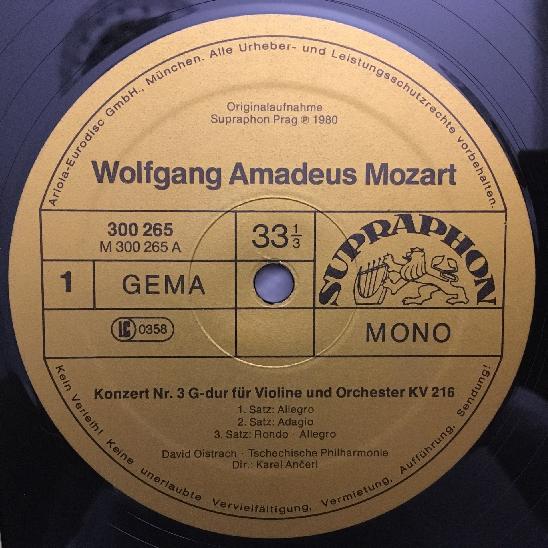 Ariola-Eurodisc GmbH., München. Alle Urheber- und Leistungsschutzrechte vorbehalten.
Originalaufnahme
Supraphon Prag ℗ 1980
Wolfgang Amadeus Mozart
300 265
M 300 265 A
33 1/3
SUPRAPHON
1
GEMA
LC 0358
MONO
Konzert Nr. 3 G-dur für Violine und Orchester KV 216
1. Satz: Allegro
2. Satz: Adagio
3. Satz: Rondo · Allegro
David Oistrach · Tschechische Philharmonie
Dir.: Karel Ančerl
Kein Verleih! Keine unerlaubte Vervielfältigung, Vermietung, Aufführung, Sendung!